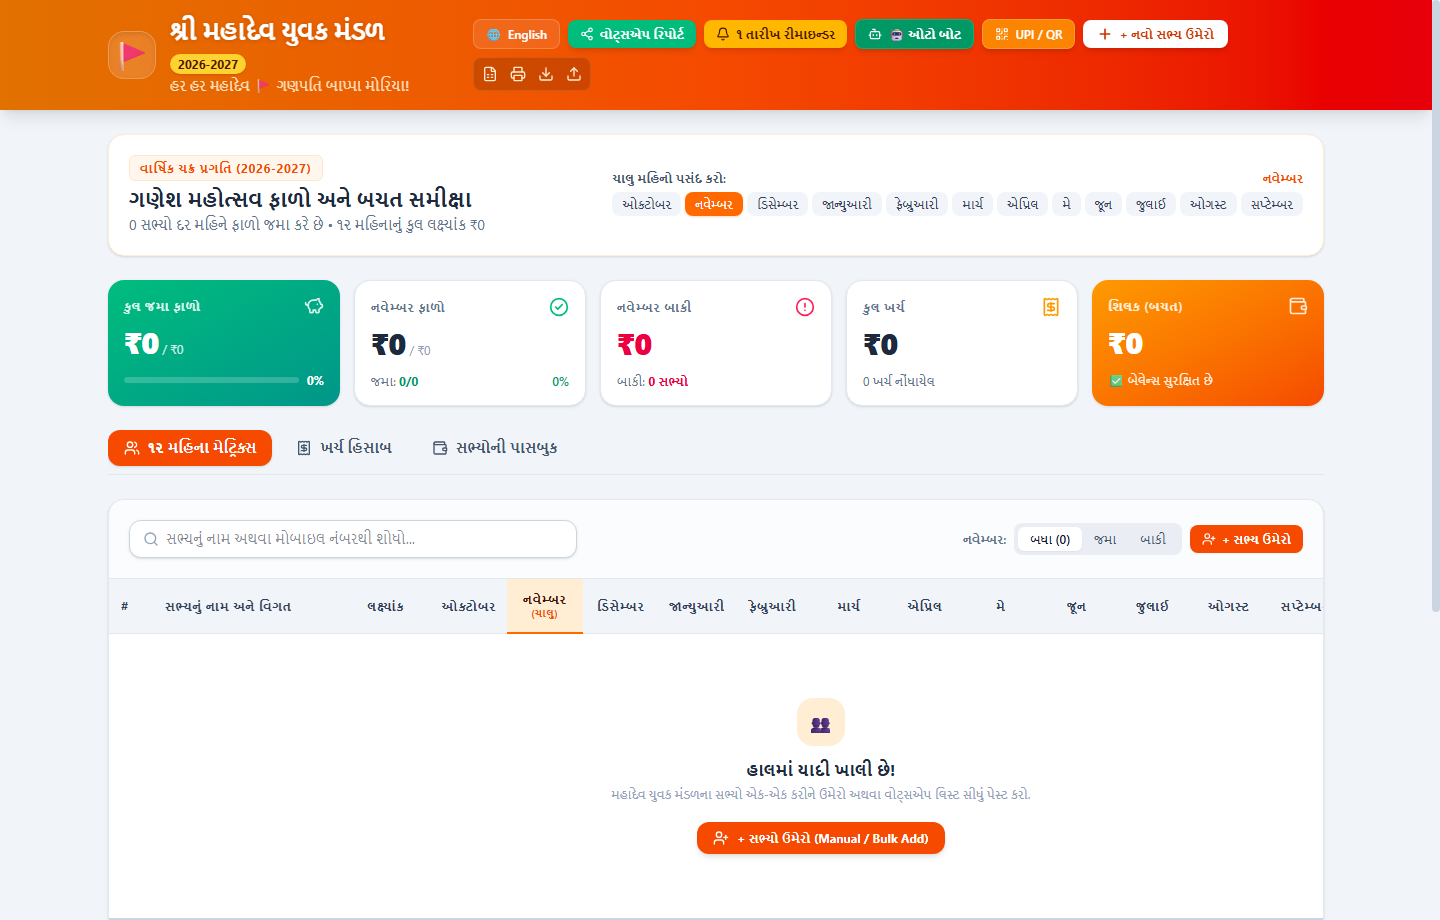 શ્રી મહાદેવ યુવક મંડળ
2026-2027
હર હર મહાદેવ 🚩 ગણપતિ બાપ્પા મોરિયા!
🌐 English
વોટ્સએપ રિપોર્ટ
૧ તારીખ રીમાઇન્ડર
ઓટો બોટ
UPI / QR
+ નવો સભ્ય ઉમેરો
વાર્ષિક ચક્ર પ્રગતિ (2026-2027)
ગણેશ મહોત્સવ ફાળો અને બચત સમીક્ષા
0 સભ્યો દર મહિને ફાળો જમા કરે છે • ૧૨ મહિનાનું કુલ લક્ષ્યાંક ₹0
ચાલુ મહિનો પસંદ કરો:
નવેમ્બર
ઓક્ટોબર નવેમ્બર ડિસેમ્બર જાન્યુઆરી ફેબ્રુઆરી માર્ચ એપ્રિલ મે જૂન જુલાઈ ઓગસ્ટ સપ્ટેમ્બર
કુલ જમા ફાળો
₹0 / ₹0
0%
નવેમ્બર ફાળો
₹0 / ₹0
જમા: 0/0 0%
નવેમ્બર બાકી
₹0
બાકી: 0 સભ્યો
કુલ ખર્ચ
₹0
0 ખર્ચ નોંધાયેલ
શિલક (બચત)
₹0
✅ બેલેન્સ સુરક્ષિત છે
૧૨ મહિના મેટ્રિક્સ
ખર્ચ હિસાબ
સભ્યોની પાસબુક
સભ્યનું નામ અથવા મોબાઇલ નંબરથી શોધો...
નવેમ્બર: બધા (0) જમા બાકી
+ સભ્ય ઉમેરો
# સભ્યનું નામ અને વિગત લક્ષ્યાંક ઓક્ટોબર નવેમ્બર ડિસેમ્બર જાન્યુઆરી ફેબ્રુઆરી માર્ચ એપ્રિલ મે જૂન જુલાઈ ઓગસ્ટ સપ્ટેમ્બ
(ચાલુ)
હાલમાં યાદી ખાલી છે!
મહાદેવ યુવક મંડળના સભ્યો એક-એક કરીને ઉમેરો અથવા વોટ્સએપ લિસ્ટ સીધું પેસ્ટ કરો.
+ સભ્યો ઉમેરો (Manual / Bulk Add)